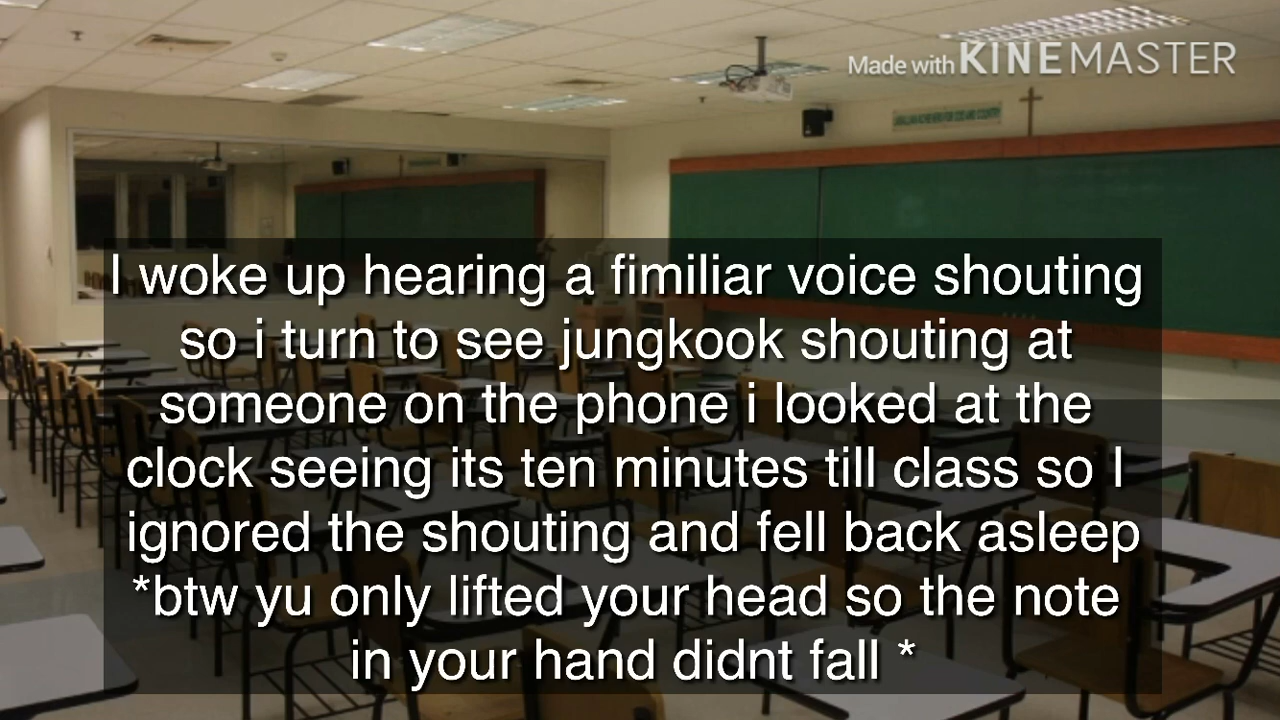 Made with KINEMASTER
I woke up hearing a fimiliar voice shouting
so i turn to see jungkook shouting at
someone on the phone i looked at the
clock seeing its ten minutes till class so I
ignored the shouting and fell back asleep
*btw yu only lifted your head so the note
in your hand didnt fall *